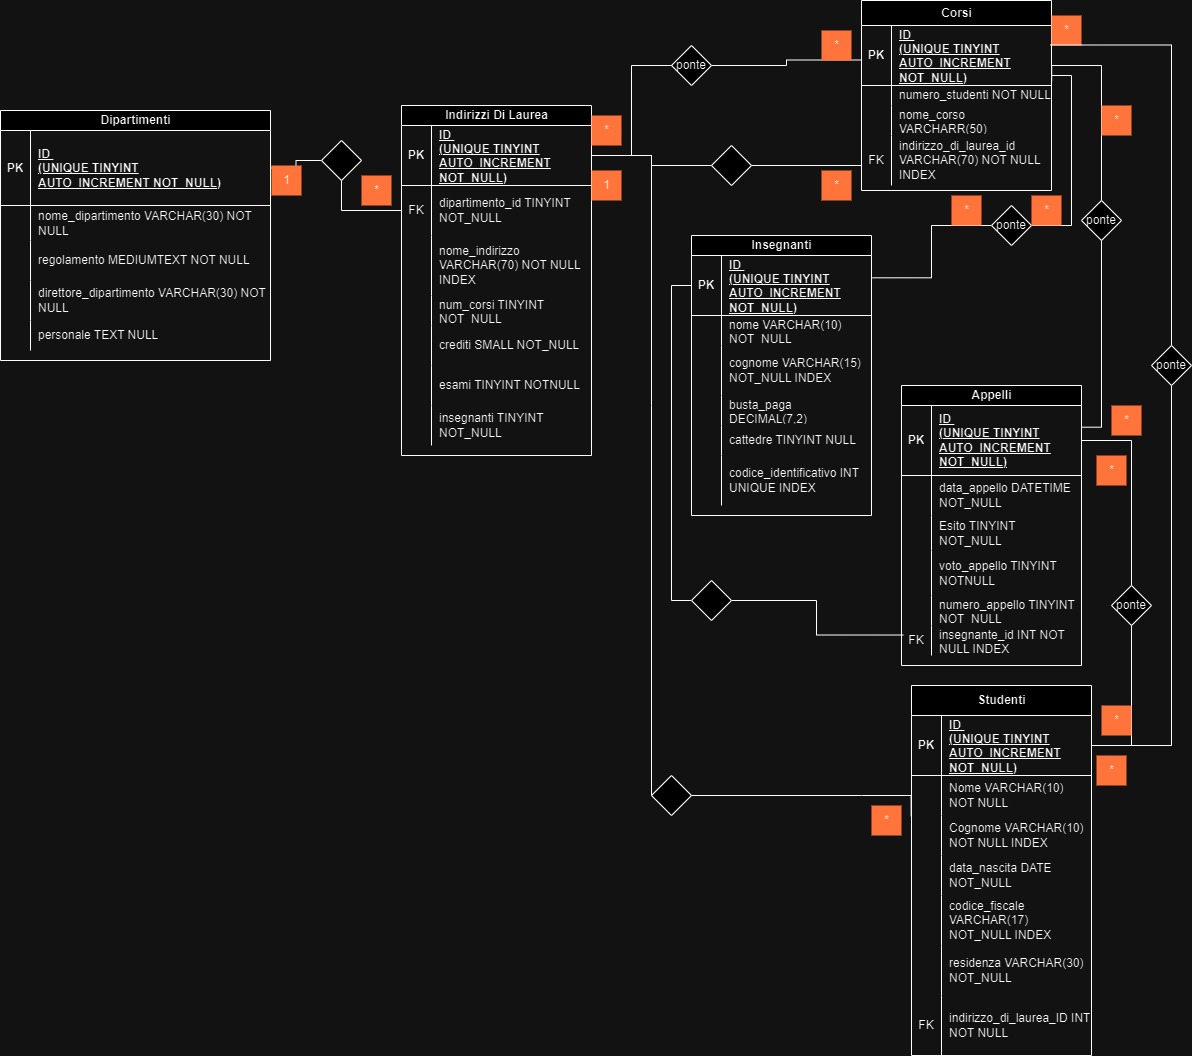 Corsi
PK
ID
(UNIQUE TINYINT
AUTO_INCREMENT
NOT_NULL)
numero_studenti NOT NULL
nome_corso
VARCHARR(50)
FK
indirizzo_di_laurea_id
VARCHAR(70) NOT NULL
INDEX
*
*
ponte
Dipartimenti
PK
ID
(UNIQUE TINYINT
AUTO_INCREMENT NOT_NULL)
nome_dipartimento VARCHAR(30) NOT
NULL
regolamento MEDIUMTEXT NOT NULL
direttore_dipartimento VARCHAR(30) NOT
NULL
personale TEXT NULL
1
*
Indirizzi Di Laurea
PK
ID
(UNIQUE TINYINT
AUTO_INCREMENT
NOT_NULL)
FK
dipartimento_id TINYINT
NOT_NULL
nome_indirizzo
VARCHAR(70) NOT NULL
INDEX
num_corsi TINYINT
NOT_NULL
crediti SMALL NOT_NULL
esami TINYINT NOTNULL
insegnanti TINYINT
NOT_NULL
*
1
*
*
*
*
ponte
ponte
Insegnanti
PK
ID
(UNIQUE TINYINT
AUTO_INCREMENT
NOT_NULL)
nome VARCHAR(10)
NOT_NULL
cognome VARCHAR(15)
NOT_NULL INDEX
busta_paga
DECIMAL(7,2)
cattedre TINYINT NULL
codice_identificativo INT
UNIQUE INDEX
ponte
Appelli
PK
ID
(UNIQUE TINYINT
AUTO_INCREMENT
NOT_NULL)
data_appello DATETIME
NOT_NULL
Esito TINYINT
NOT_NULL
voto_appello TINYINT
NOTNULL
numero_appello TINYINT
NOT_NULL
FK
insegnante_id INT NOT
NULL INDEX
*
*
ponte
Studenti
PK
ID
(UNIQUE TINYINT
AUTO_INCREMENT
NOT_NULL)
Nome VARCHAR(10)
NOT NULL
Cognome VARCHAR(10)
NOT NULL INDEX
data_nascita DATE
NOT_NULL
codice_fiscale
VARCHAR(17)
NOT_NULL INDEX
residenza VARCHAR(30)
NOT_NULL
FK
indirizzo_di_laurea_ID INT
NOT NULL
*
*
*